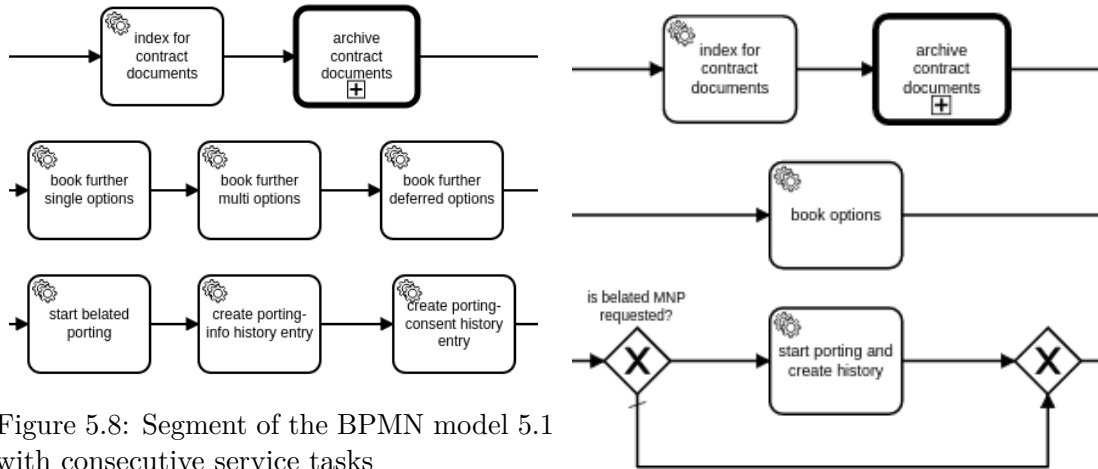 index for
contract
documents
archive
contract
documents
book further
single options
book further
multi options
book further
deferred options
start belated
porting
create porting-
info history entry
create porting-
consent history
entry
Figure 5.8: Segment of the BPMN model 5.1
with consecutive service tasks
index for
contract
documents
archive
contract
documents
book options
is belated MNP
requested?
X
start porting and
create history
X